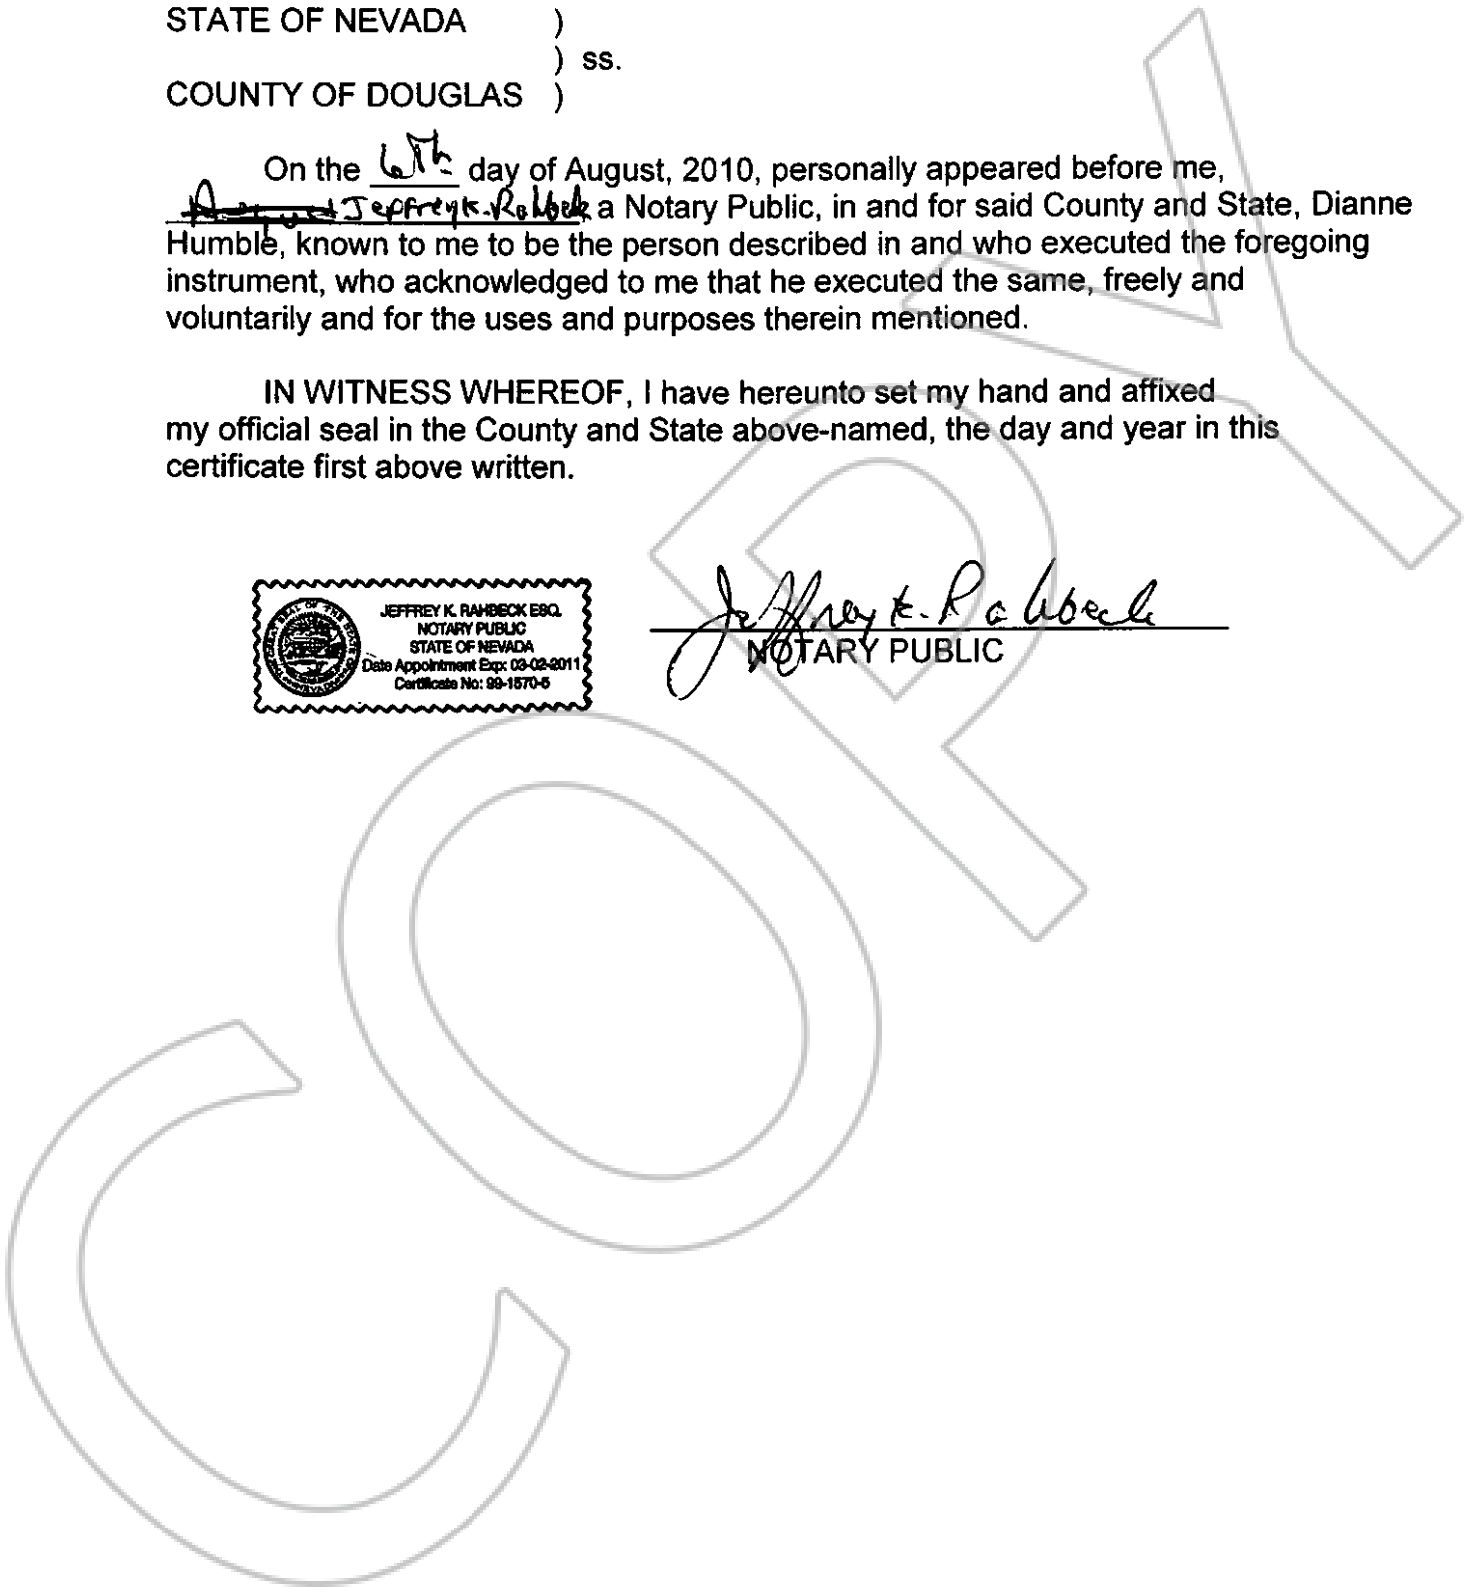 STATE OF NEVADA )
) ss.
COUNTY OF DOUGLAS )
On the 6th day of August, 2010, personally appeared before me,
Jeffrey K. Rahbeck a Notary Public, in and for said County and State, Dianne
Humble, known to me to be the person described in and who executed the foregoing
instrument, who acknowledged to me that he executed the same, freely and
voluntarily and for the uses and purposes therein mentioned.
IN WITNESS WHEREOF, I have hereunto set my hand and affixed
my official seal in the County and State above-named, the day and year in this
certificate first above written.
JEFFREY K. RAHBECK ESQ.
NOTARY PUBLIC
STATE OF NEVADA
Date Appointment Exp: 03-02-2011
Certificate No: 99-1570-5
Jeffrey K. Rahbeck
NOTARY PUBLIC
COPY